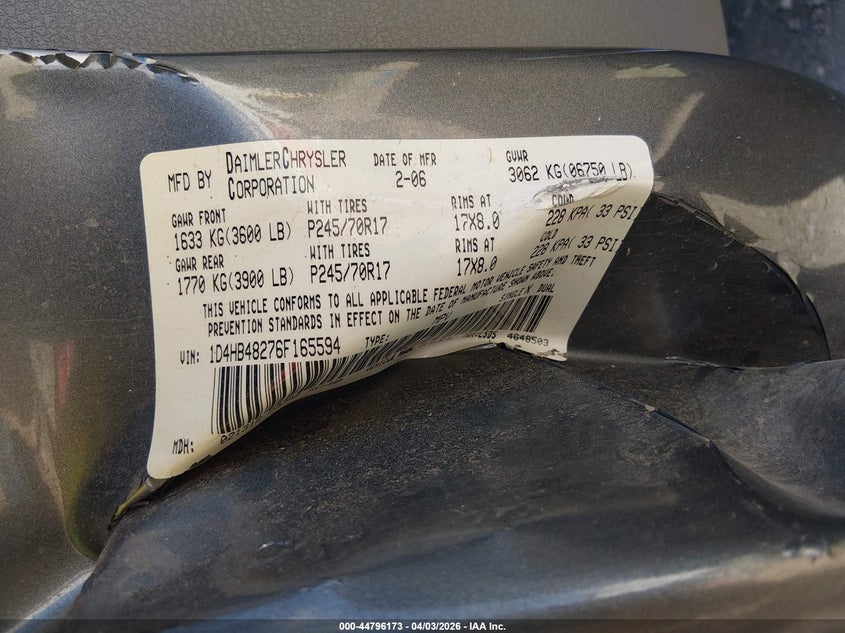 MFD BY DAIMLERCHRYSLER CORPORATION DATE OF MFR 2-06 GVWR 3062 KG(06750 LB)
GAWR FRONT WITH TIRES RIMS AT COLD
1633 KG(3600 LB) P245/70R17 17X8.0 228 KPA( 33 PSI
GAWR REAR WITH TIRES RIMS AT COLD
1770 KG(3900 LB) P245/70R17 17X8.0 228 KPA( 33 PSI
THIS VEHICLE CONFORMS TO ALL APPLICABLE FEDERAL MOTOR VEHICLE SAFETY AND THEFT
PREVENTION STANDARDS IN EFFECT ON THE DATE OF MANUFACTURE SHOWN ABOVE.
VIN: 1D4HB48276F165594 TYPE: MPV SINGLE X DUAL
4648503
MDH:
000-44796173 | 04/03/2026 | IAA Inc.